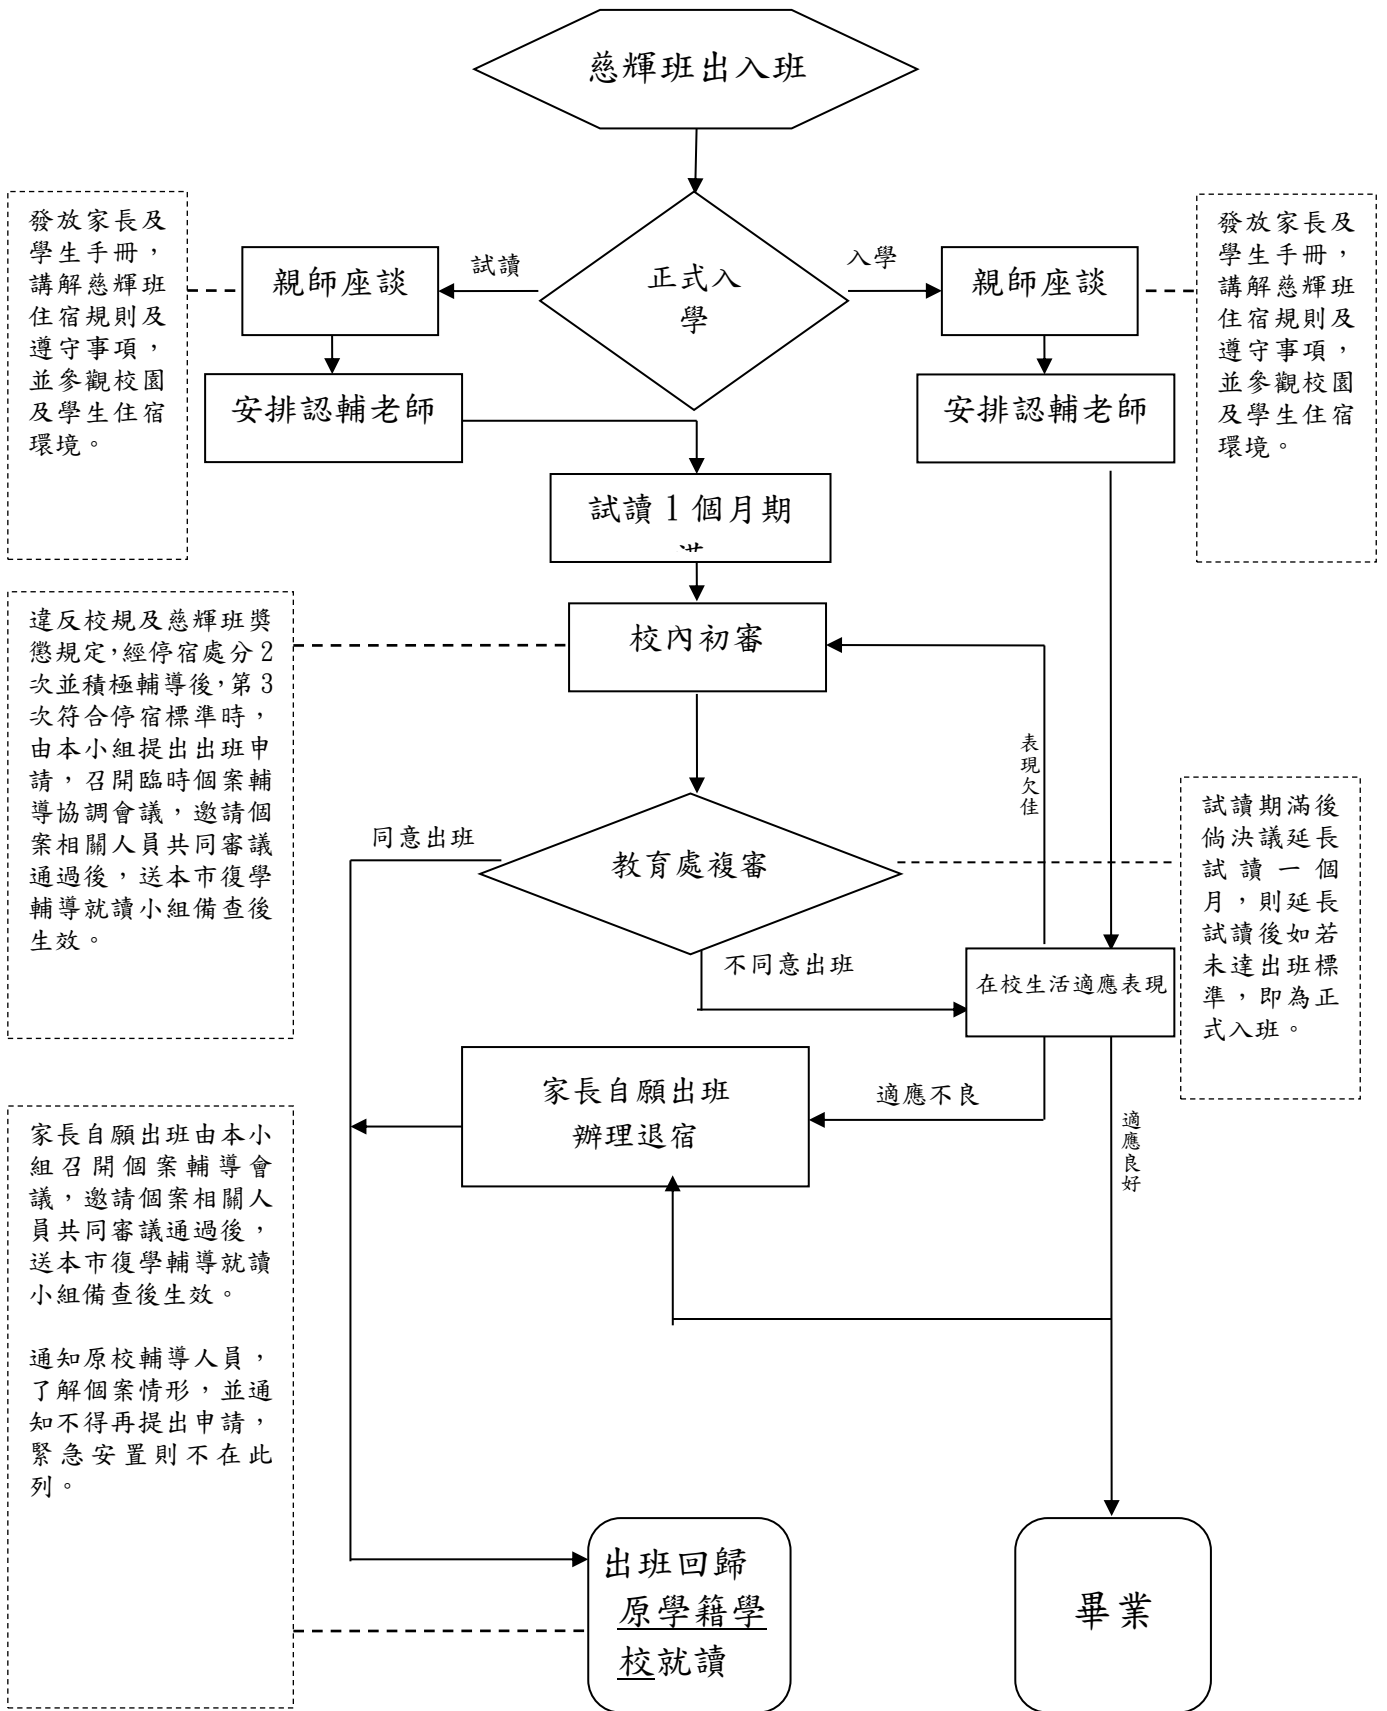 慈輝班出入班
發放家長及
學生手冊，
講解慈輝班
住宿規則及
遵守事項，
並參觀校園
及學生住宿
環境。
親師座談
試讀
正式入
學
入學
親師座談
發放家長及
學生手冊，
講解慈輝班
住宿規則及
遵守事項，
並參觀校園
及學生住宿
環境。
安排認輔老師
安排認輔老師
試讀1個月期
違反校規及慈輝班獎
懲規定，經停宿處分2
次並積極輔導後，第3
次符合停宿標準時，
由本小組提出出班申
請，召開臨時個案輔
導協調會議，邀請個
案相關人員共同審議
通過後，送本市復學
輔導就讀小組備查後
生效。
校內初審
表現欠佳
同意出班
教育處複審
試讀期滿後
倘決議延長
試讀一個
月，則延長
試讀後如若
未達出班標
準，即為正
式入班。
不同意出班
在校生活適應表現
家長自願出班
辦理退宿
適應不良
適應良好
家長自願出班由本小
組召開個案輔導會
議，邀請個案相關人
員共同審議通過後，
送本市復學輔導就讀
小組備查後生效。
通知原校輔導人員，
了解個案情形，並通
知不得再提出申請，
緊急安置則不在此
列。
出班回歸
原學籍學
校就讀
畢業